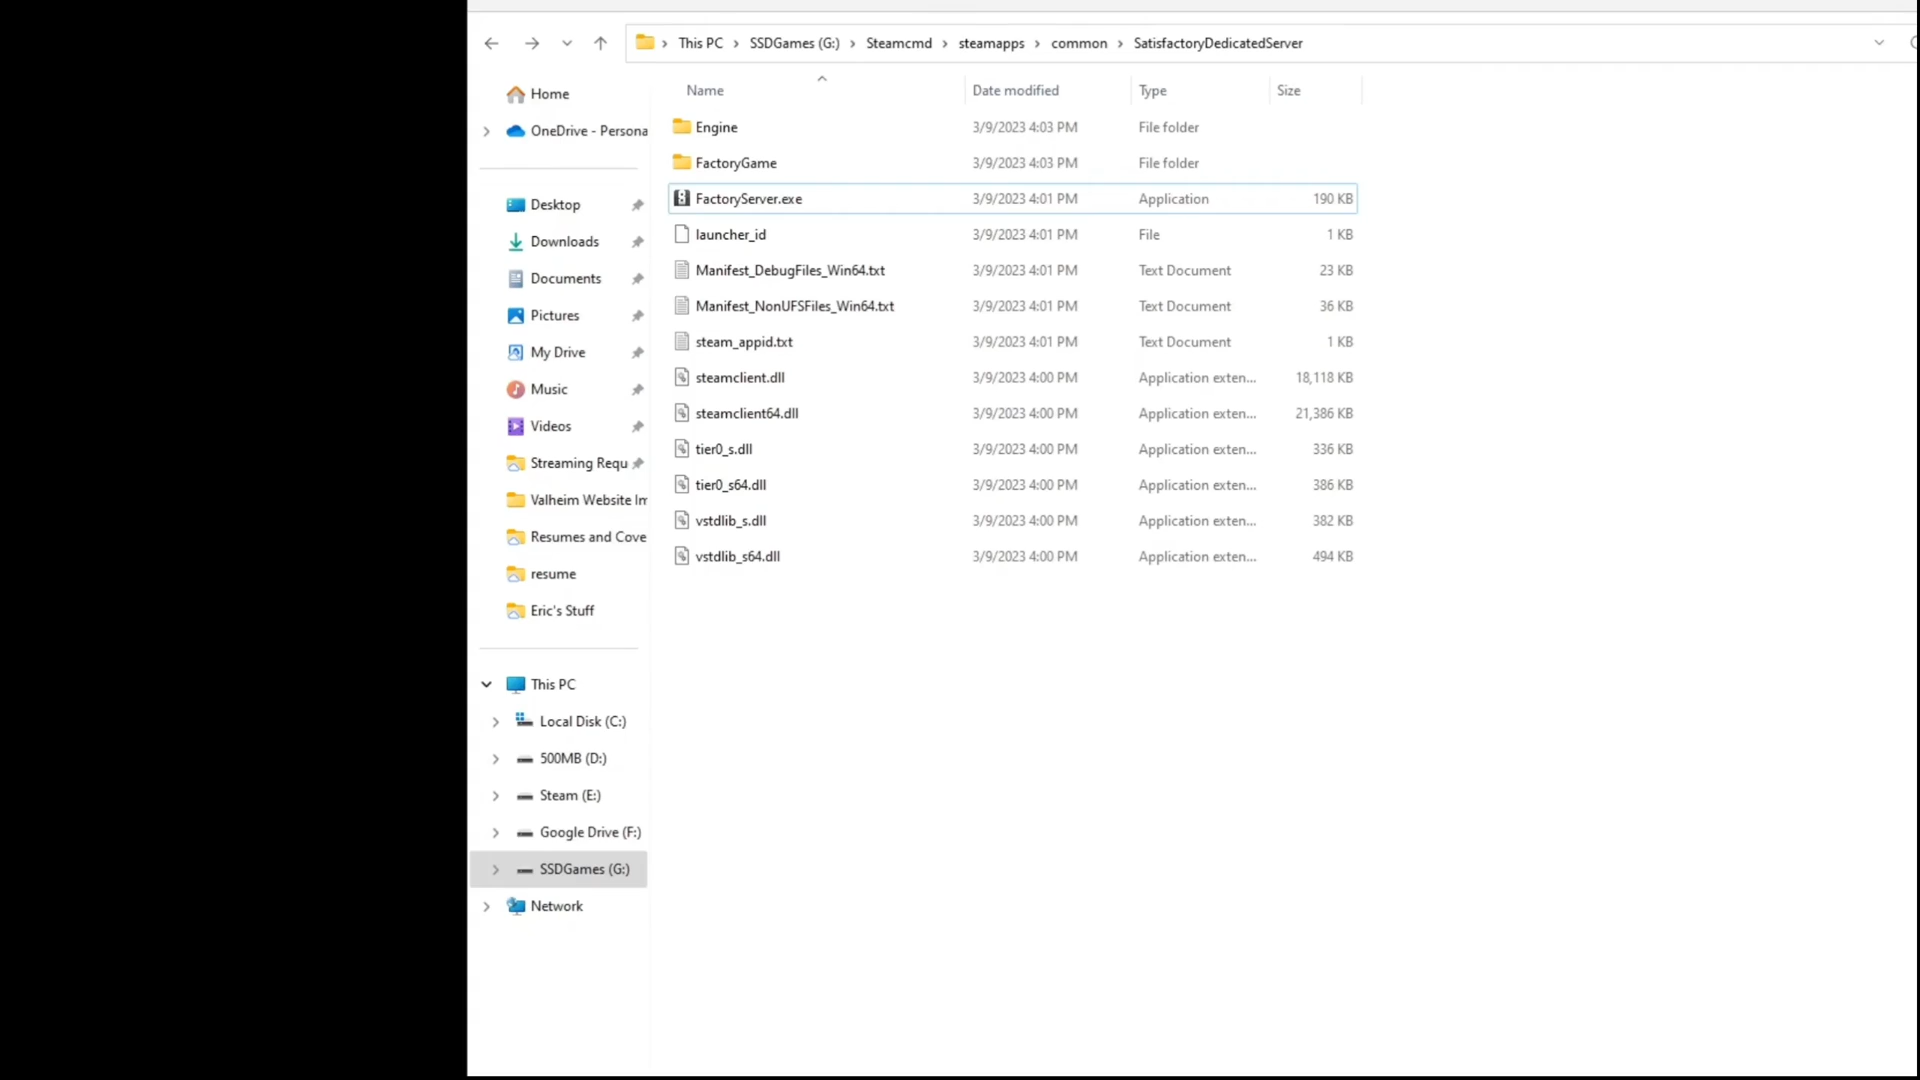 This PC > SSDGames (G:) > Steamcmd > steamapps > common > SatisfactoryDedicatedServer
Home
OneDrive - Persona
Desktop
Downloads
Documents
Pictures
My Drive
Music
Videos
Streaming Requ
Valheim Website Im
Resumes and Cove
resume
Eric's Stuff
This PC
Local Disk (C:)
500MB (D:)
Steam (E:)
Google Drive (F:)
SSDGames (G:)
Network
Name Date modified Type Size
Engine 3/9/2023 4:03 PM File folder
FactoryGame 3/9/2023 4:03 PM File folder
FactoryServer.exe 3/9/2023 4:01 PM Application 190 KB
launcher_id 3/9/2023 4:01 PM File 1 KB
Manifest_DebugFiles_Win64.txt 3/9/2023 4:01 PM Text Document 23 KB
Manifest_NonUFSFiles_Win64.txt 3/9/2023 4:01 PM Text Document 36 KB
steam_appid.txt 3/9/2023 4:01 PM Text Document 1 KB
steamclient.dll 3/9/2023 4:00 PM Application exten... 18,118 KB
steamclient64.dll 3/9/2023 4:00 PM Application exten... 21,386 KB
tier0_s.dll 3/9/2023 4:00 PM Application exten... 336 KB
tier0_s64.dll 3/9/2023 4:00 PM Application exten... 386 KB
vstdlib_s.dll 3/9/2023 4:00 PM Application exten... 382 KB
vstdlib_s64.dll 3/9/2023 4:00 PM Application exten... 494 KB